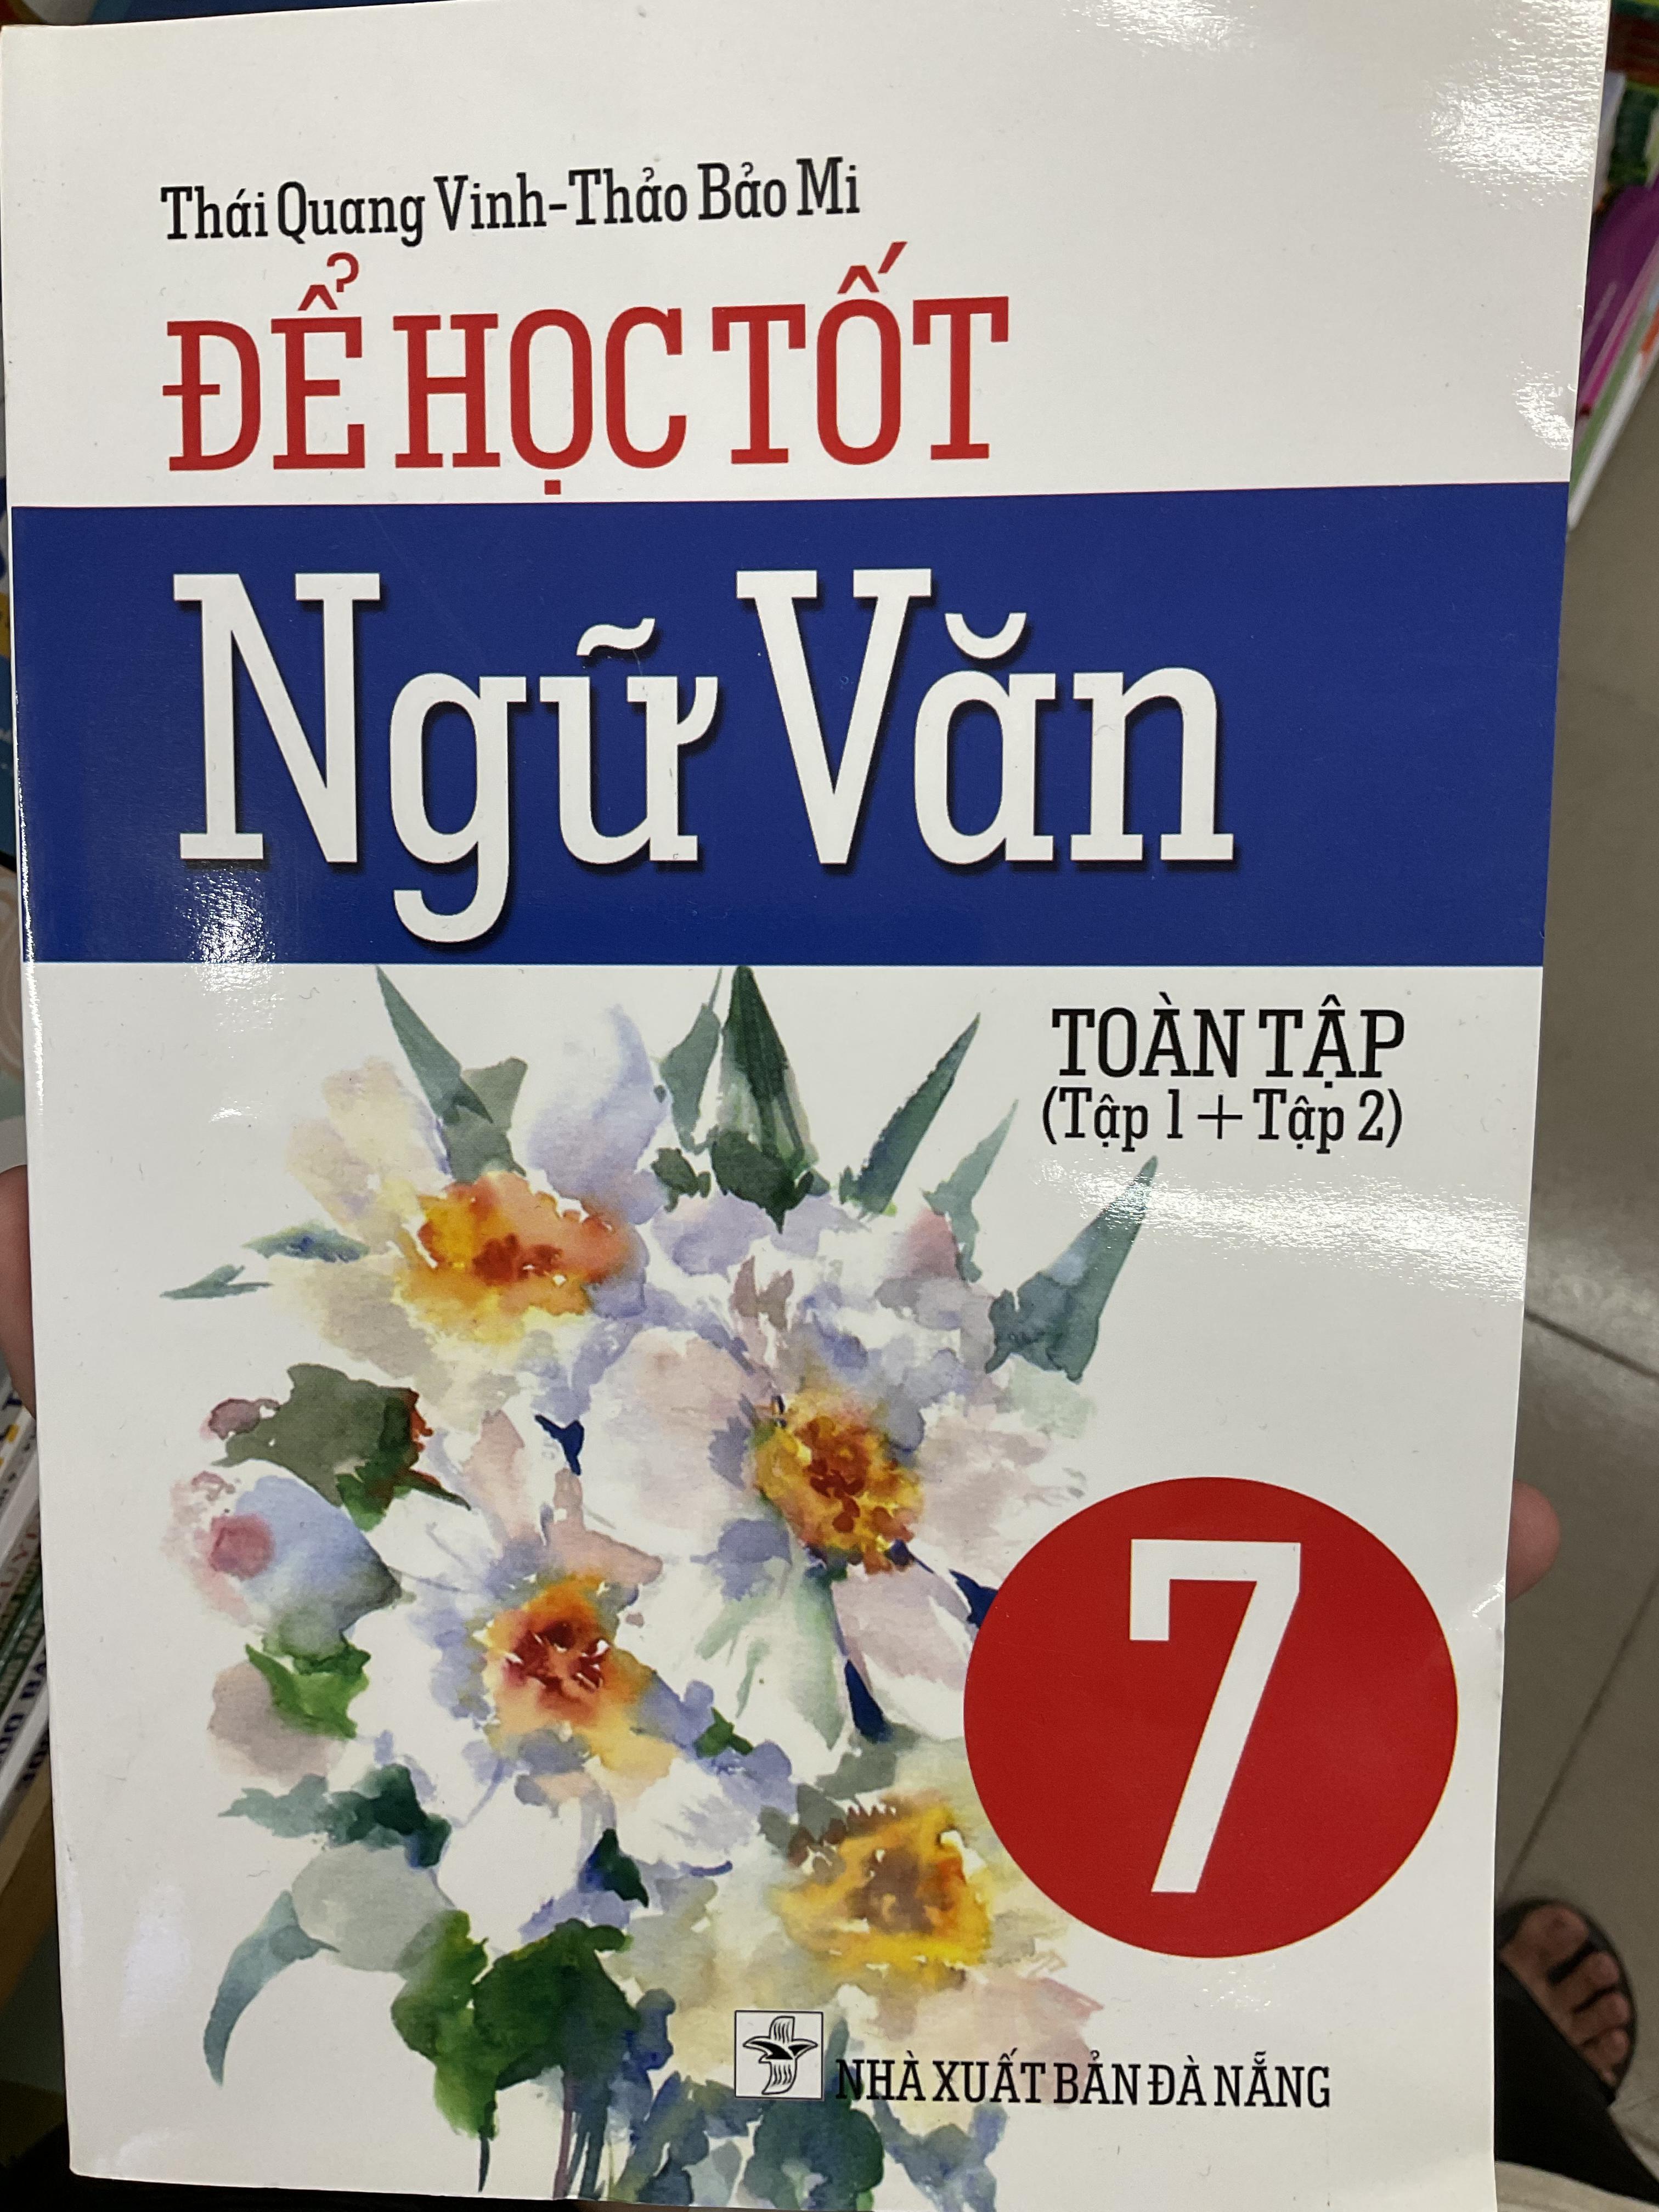 Thái Quang Vinh-Thảo Bảo Mi
ĐỂ HỌC TỐT
Ngữ Văn
TOÀN TẬP
(Tập 1 + Tập 2)
7
NHÀ XUẤT BẢN ĐÀ NẴNG